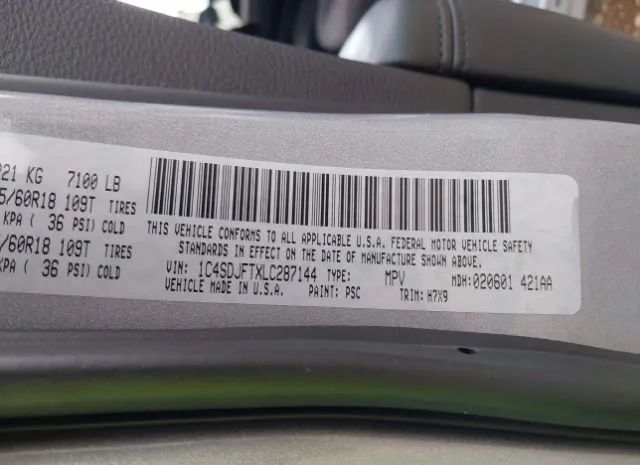 221 KG 7100 LB
5/60R18 109T TIRES
KPA ( 36 PSI) COLD
/60R18 109T TIRES
KPA ( 36 PSI) COLD
THIS VEHICLE CONFORMS TO ALL APPLICABLE U.S.A. FEDERAL MOTOR VEHICLE SAFETY
STANDARDS IN EFFECT ON THE DATE OF MANUFACTURE SHOWN ABOVE.
VIN: 1C4SDJFTXLC287144 TYPE: MPV MDH:020601 421AA
VEHICLE MADE IN U.S.A. PAINT: PSC TRIM: H7X9